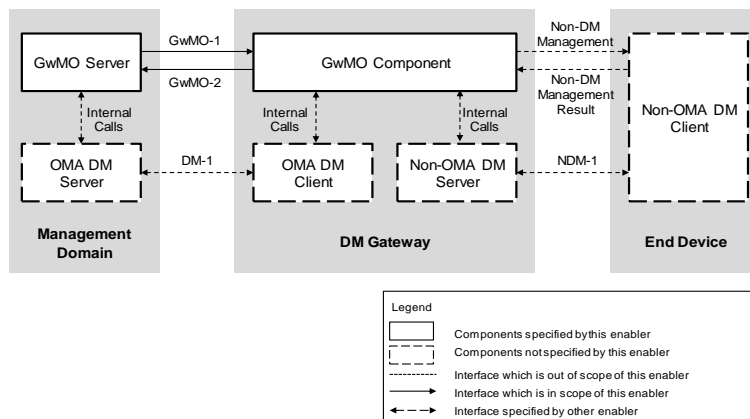 GwMO-1
Non-DM
Management
GwMO Server
GwMO Component
GwMO-2
Non-DM
Management
Result
Internal
Calls
Internal
Calls
Internal
Calls
Non-OMA DM
Client
OMA DM
Server
DM-1
OMA DM
Client
Non-OMA DM
Server
NDM-1
Management
Domain
DM Gateway
End Device
Legend
Components specified by this enabler
Components not specified by this enabler
Interface which is out of scope of this enabler
Interface which is in scope of this enabler
Interface specified by other enabler